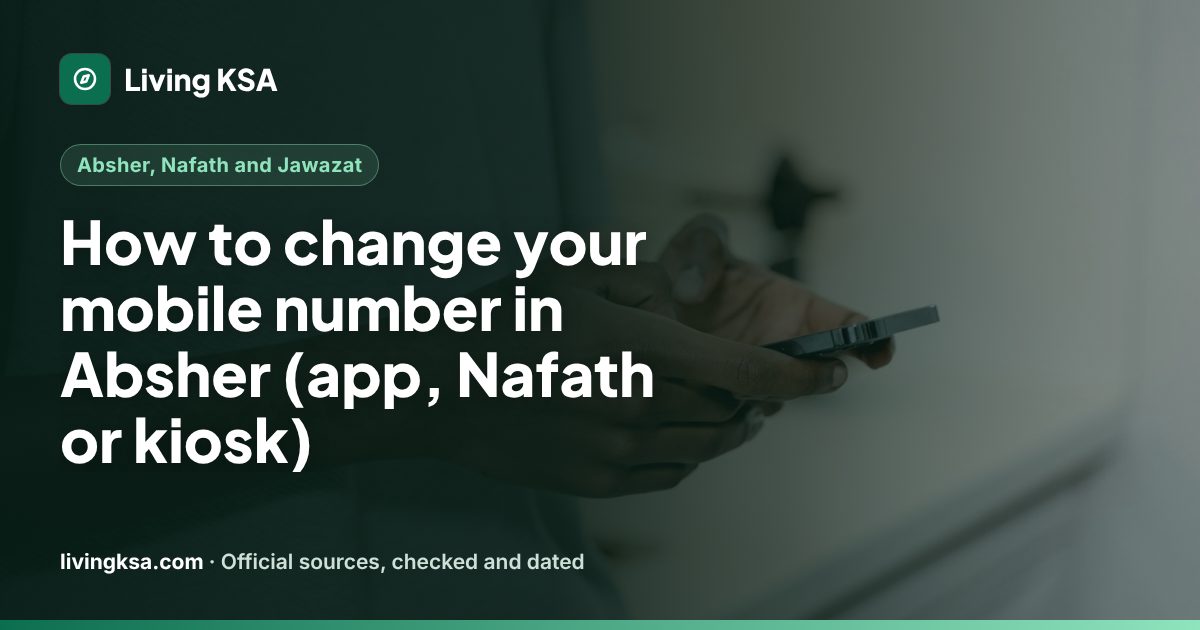 Living KSA
Absher, Nafath and Jawazat
How to change your
mobile number in
Absher (app, Nafath
or kiosk)
livingksa.com · Official sources, checked and dated